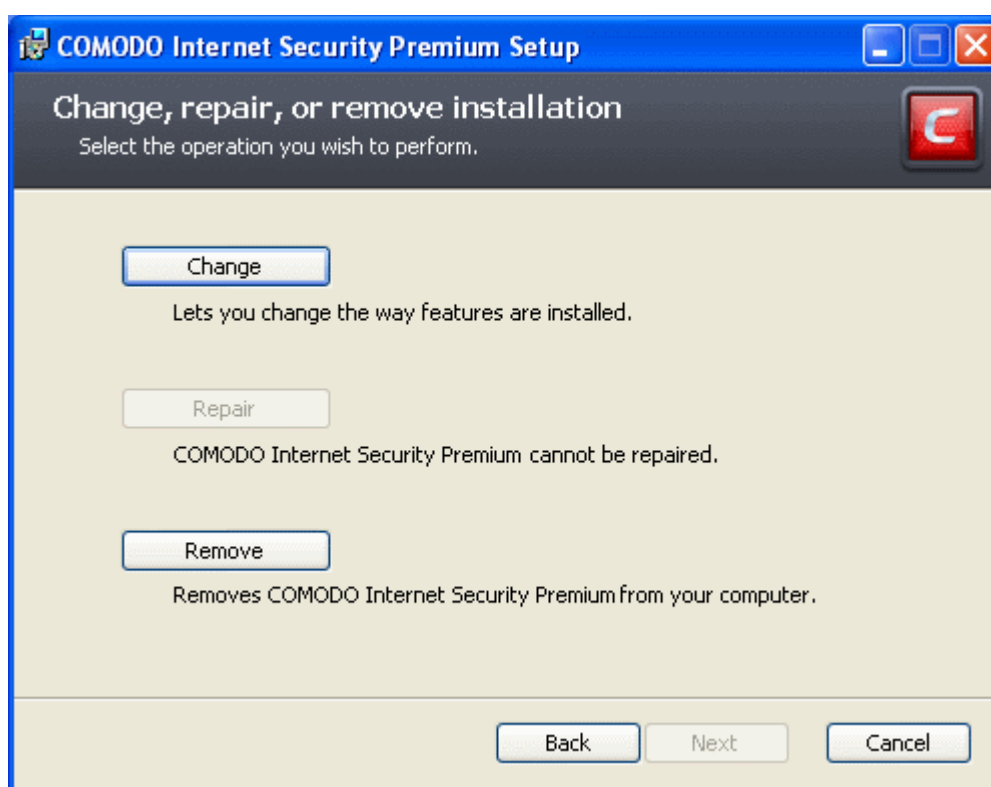 COMODO Internet Security Premium Setup
Change, repair, or remove installation
Select the operation you wish to perform.
C
Change
Lets you change the way features are installed.
Repair
COMODO Internet Security Premium cannot be repaired.
Remove
Removes COMODO Internet Security Premium from your computer.
Back Next Cancel